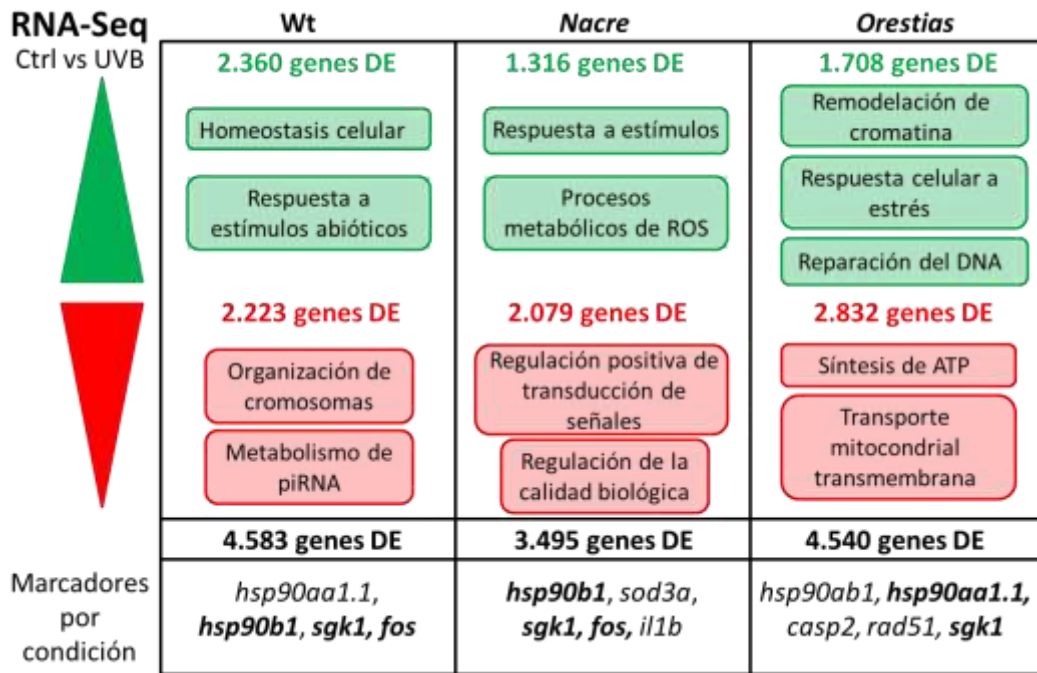 RNA-Seq
Ctrl vs UVB
Wt
Nacre
Orestias
2.360 genes DE
1.316 genes DE
1.708 genes DE
Homeostasis celular
Respuesta a
estímulos abióticos
Respuesta a estímulos
Procesos
metabólicos de ROS
Remodelación de
cromatina
Respuesta celular a
estrés
Reparación del DNA
2.223 genes DE
2.079 genes DE
2.832 genes DE
Organización de
cromosomas
Metabolismo de
piRNA
Regulación positiva de
transducción de
señales
Regulación de la
calidad biológica
Síntesis de ATP
Transporte
mitocondrial
transmembrana
4.583 genes DE
3.495 genes DE
4.540 genes DE
Marcadores
por
condición
hsp90aa1.1,
hsp90b1, sgk1, fos
hsp90b1, sod3a,
sgk1, fos, il1b
hsp90ab1, hsp90aa1.1,
casp2, rad51, sgk1